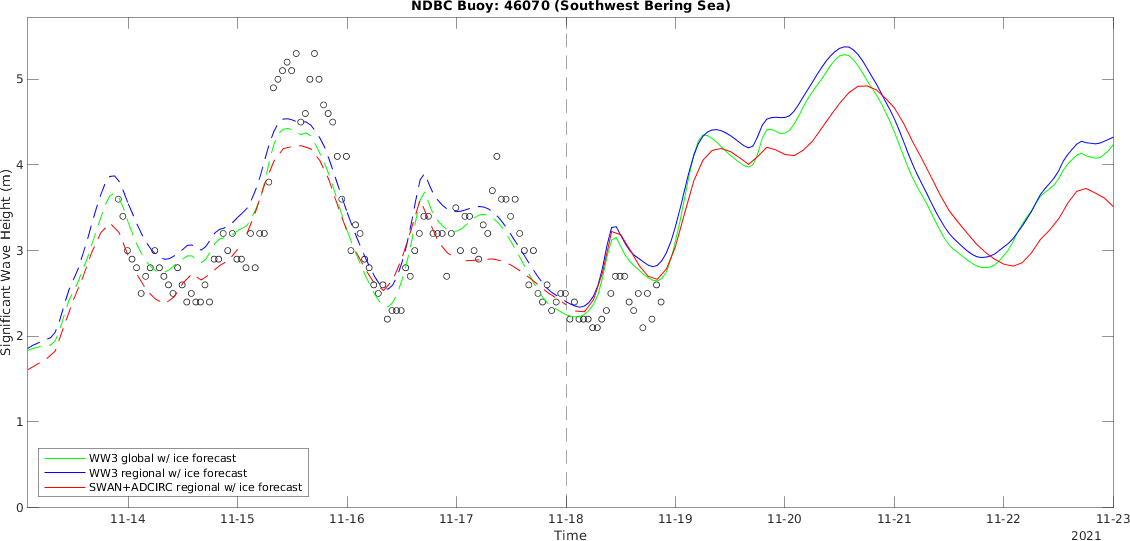 NDBC Buoy: 46070 (Southwest Bering Sea)
Significant Wave Height (m)
5
4
3
2
1
0
WW3 global w/ ice forecast
WW3 regional w/ ice forecast
SWAN+ADCIRC regional w/ ice forecast
11-14 11-15 11-16 11-17 11-18 11-19 11-20 11-21 11-22 11-23
Time
2021